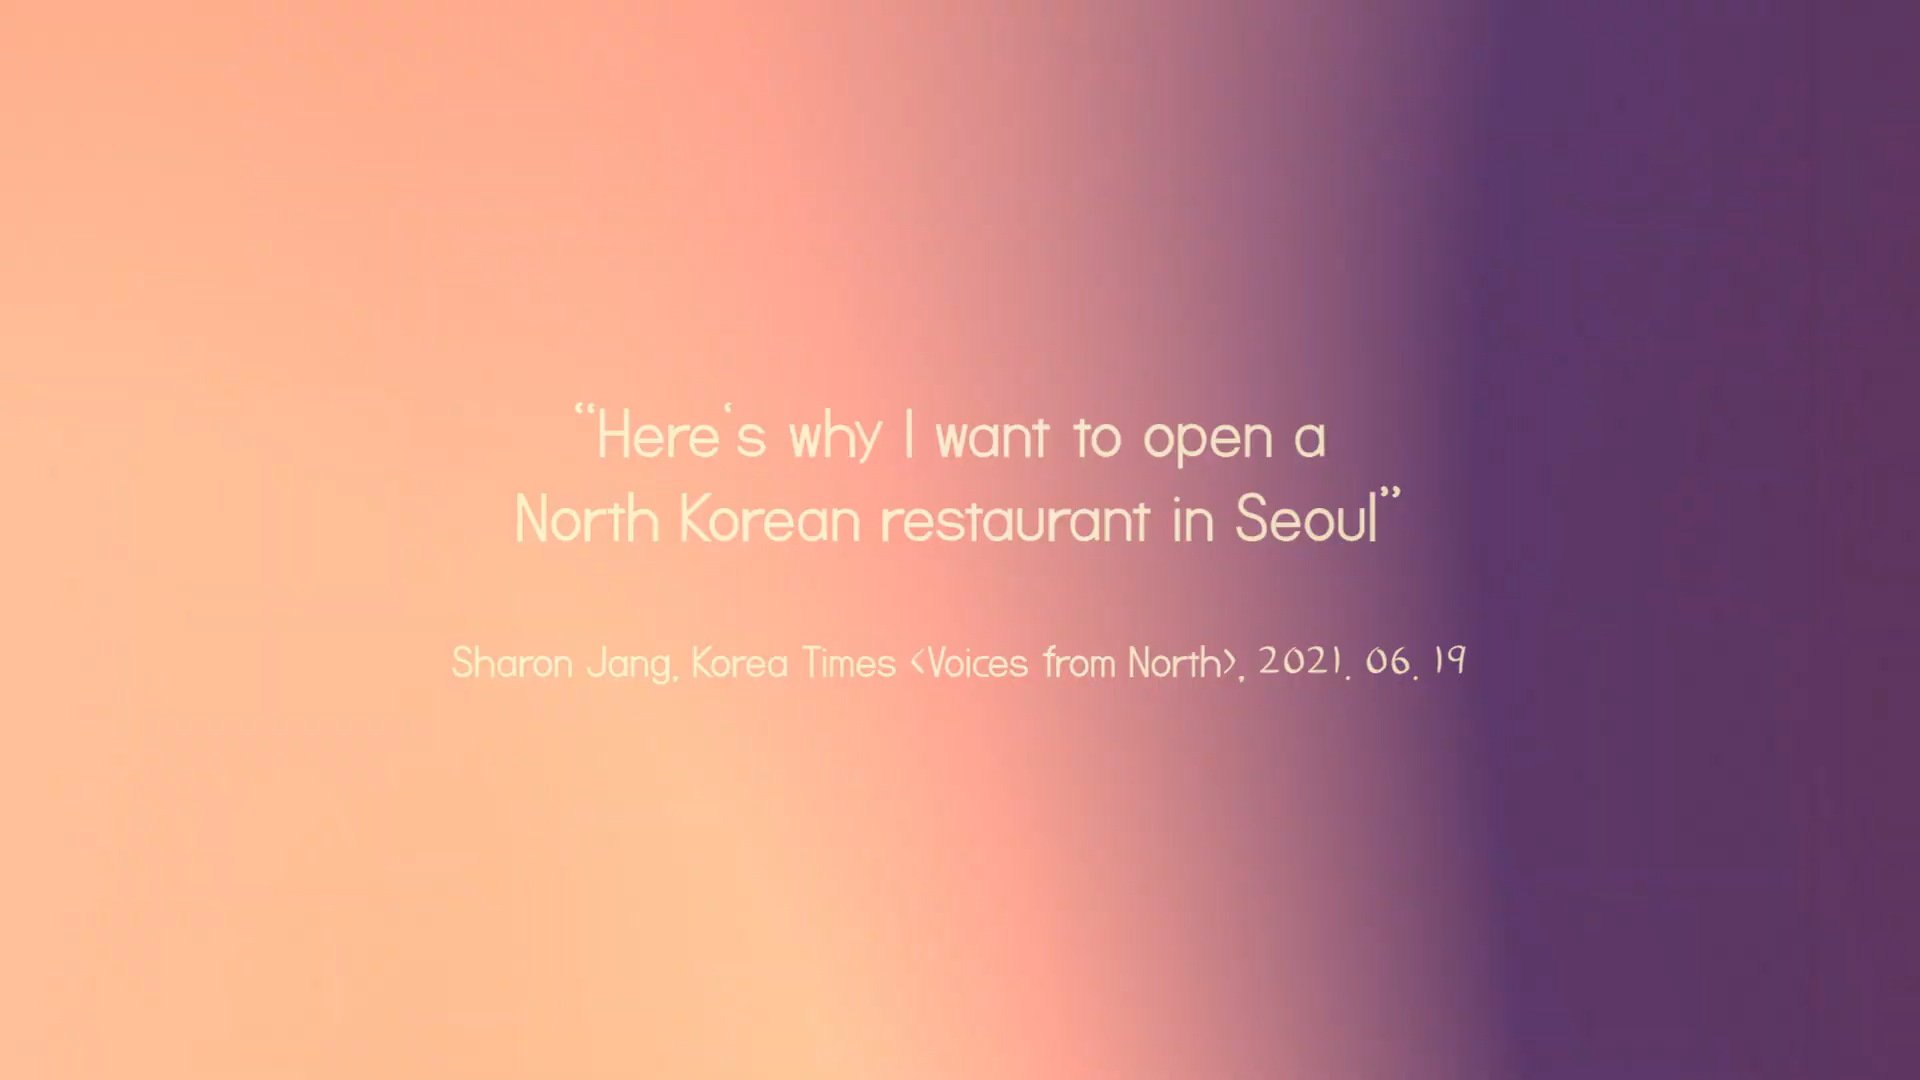 “Here‘s why I want to open a
North Korean restaurant in Seoul”
Sharon Jang, Korea Times <Voices from North>, 2021. 06. 19